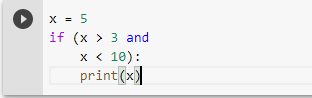 x = 5
if (x > 3 and
    x < 10):
    print(x)